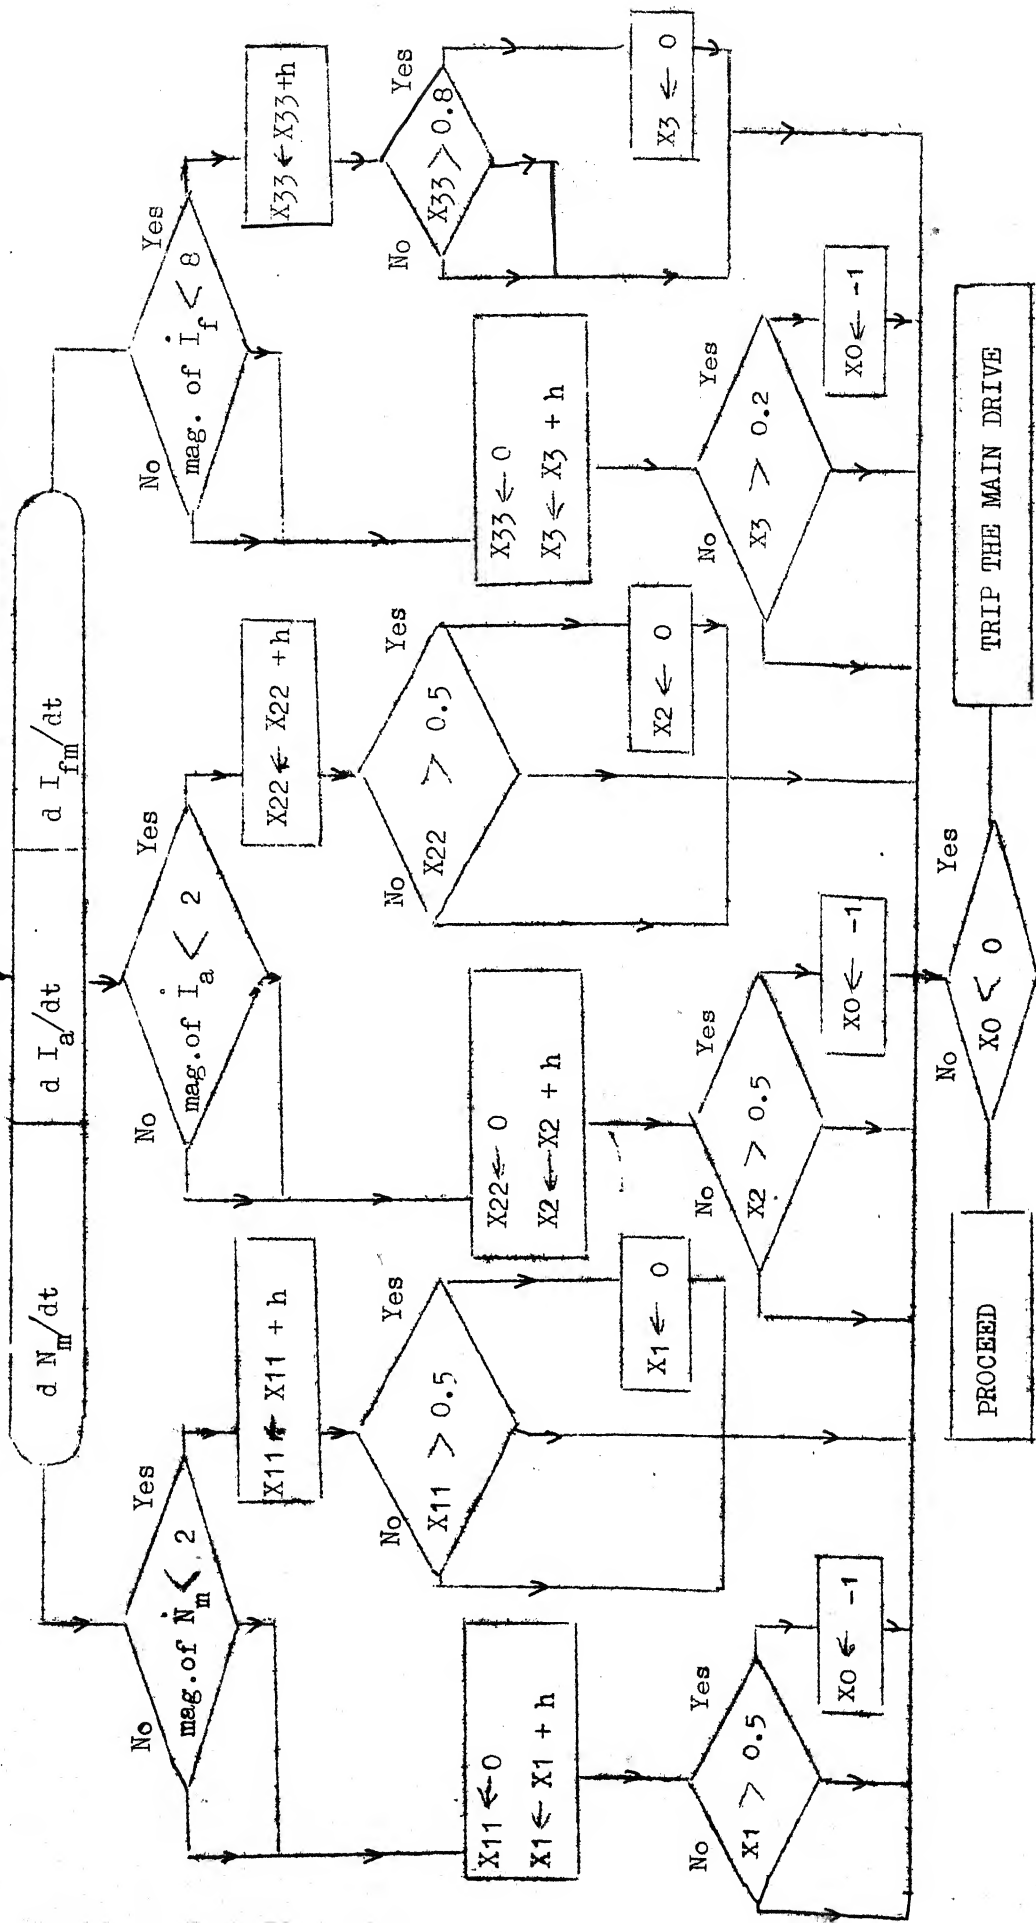 d N_m/dt
d I_a/dt
d I_fm/dt
No
mag.of Ṅ_m < 2
Yes
No
mag.of İ_a < 2
Yes
No
mag. of İ_f < 8
Yes
X11 ← X11 + h
X22 ← X22 + h
X33 ← X33+h
No
X11 > 0.5
Yes
No
X22 > 0.5
Yes
No
X33 > 0.8
Yes
X11 ← 0
X1 ← X1 + h
X22 ← 0
X2 ← X2 + h
X33 ← 0
X3 ← X3 + h
X1 ← 0
X2 ← 0
X3 ← 0
No
X1 > 0.5
Yes
No
X2 > 0.5
Yes
No
X3 > 0.2
Yes
X0 ← -1
X0 ← -1
X0 ← -1
No
X0 < 0
Yes
PROCEED
TRIP THE MAIN DRIVE